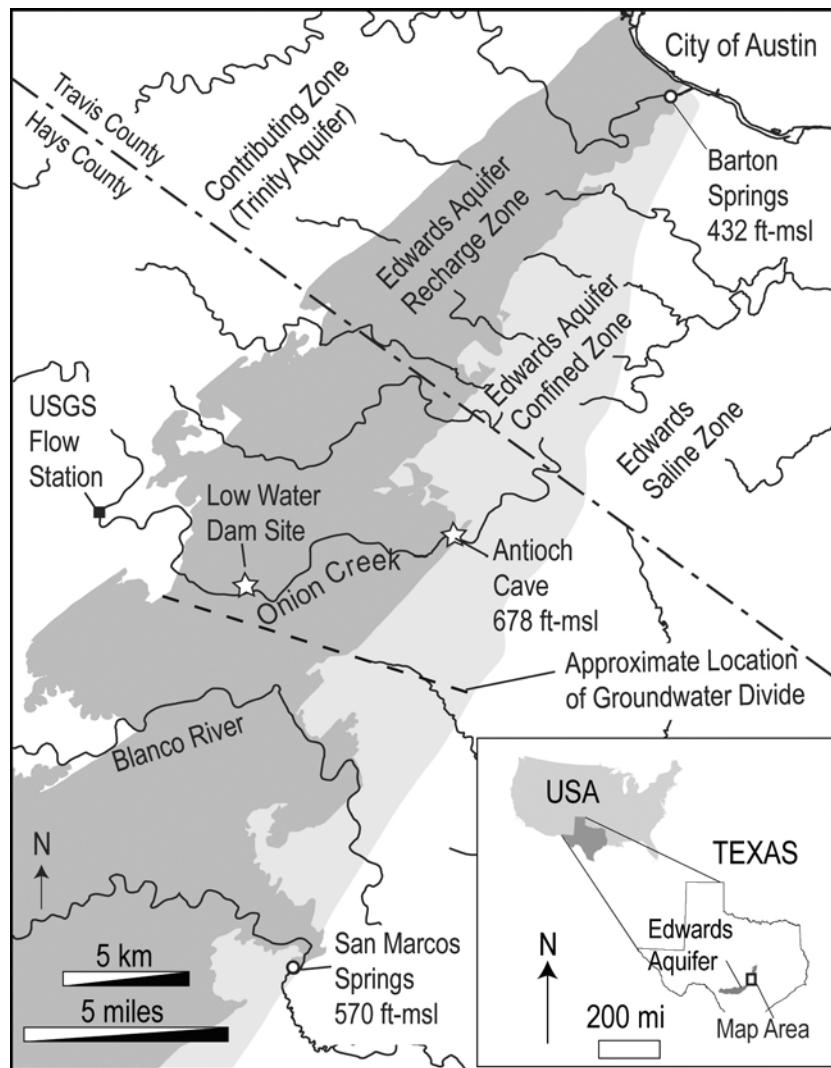 City of Austin
Travis County
Hays County
Contributing Zone
(Trinity Aquifer)
Barton
Springs
432 ft-msl
Edwards Aquifer
Recharge Zone
Edwards Aquifer
Confined Zone
Edwards
Saline Zone
USGS
Flow
Station
Low Water
Dam Site
Onion Creek
Antioch
Cave
678 ft-msl
Approximate Location
of Groundwater Divide
Blanco River
N
5 km
5 miles
San Marcos
Springs
570 ft-msl
USA
TEXAS
Edwards
Aquifer
N
Map Area
200 mi